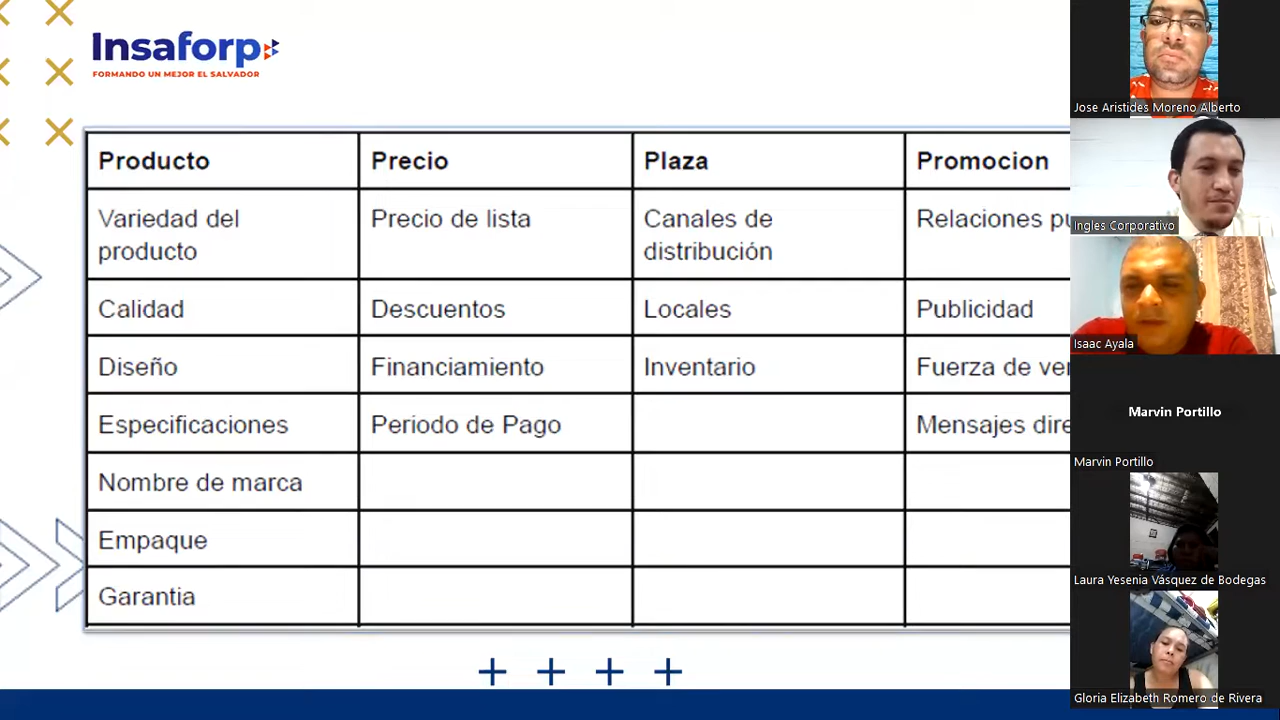 Insaforp
FORMANDO UN MEJOR EL SALVADOR
Producto
Precio
Plaza
Promocion
Variedad del
producto
Precio de lista
Canales de
distribución
Relaciones
Calidad
Descuentos
Locales
Publicidad
Diseño
Financiamiento
Inventario
Fuerza de
Especificaciones
Periodo de Pago
Mensajes
Nombre de marca
Empaque
Garantia
Jose Aristides Moreno Alberto
Ingles Corporativo
Isaac Ayala
Marvin Portillo
Marvin Portillo
Laura Yesenia Vásquez de Bodegas
Gloria Elizabeth Romero de Rivera